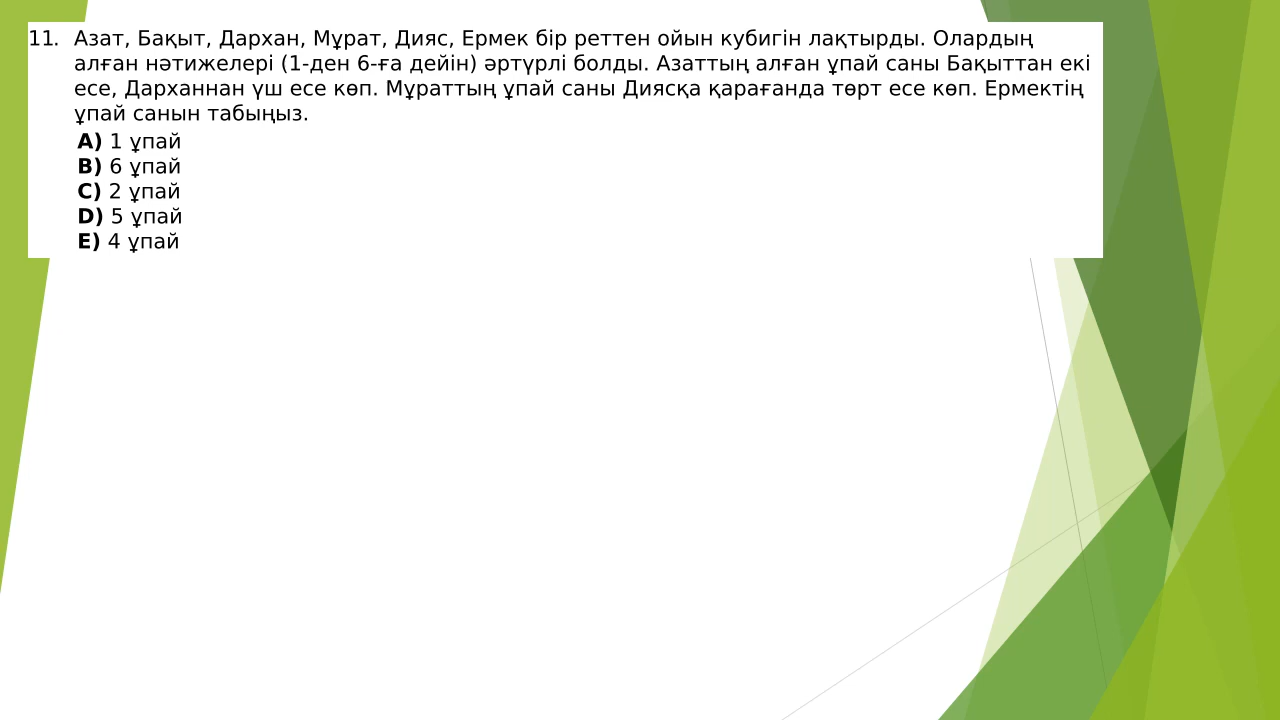 11. Азат, Бақыт, Дархан, Мұрат, Дияс, Ермек бір реттен ойын кубигін лақтырды. Олардың
алған нәтижелері (1-ден 6-ға дейін) әртүрлі болды. Азаттың алған ұпай саны Бақыттан екі
есе, Дарханнан үш есе көп. Мұраттың ұпай саны Диясқа қарағанда төрт есе көп. Ермектің
ұпай санын табыңыз.
A) 1 ұпай
B) 6 ұпай
C) 2 ұпай
D) 5 ұпай
E) 4 ұпай